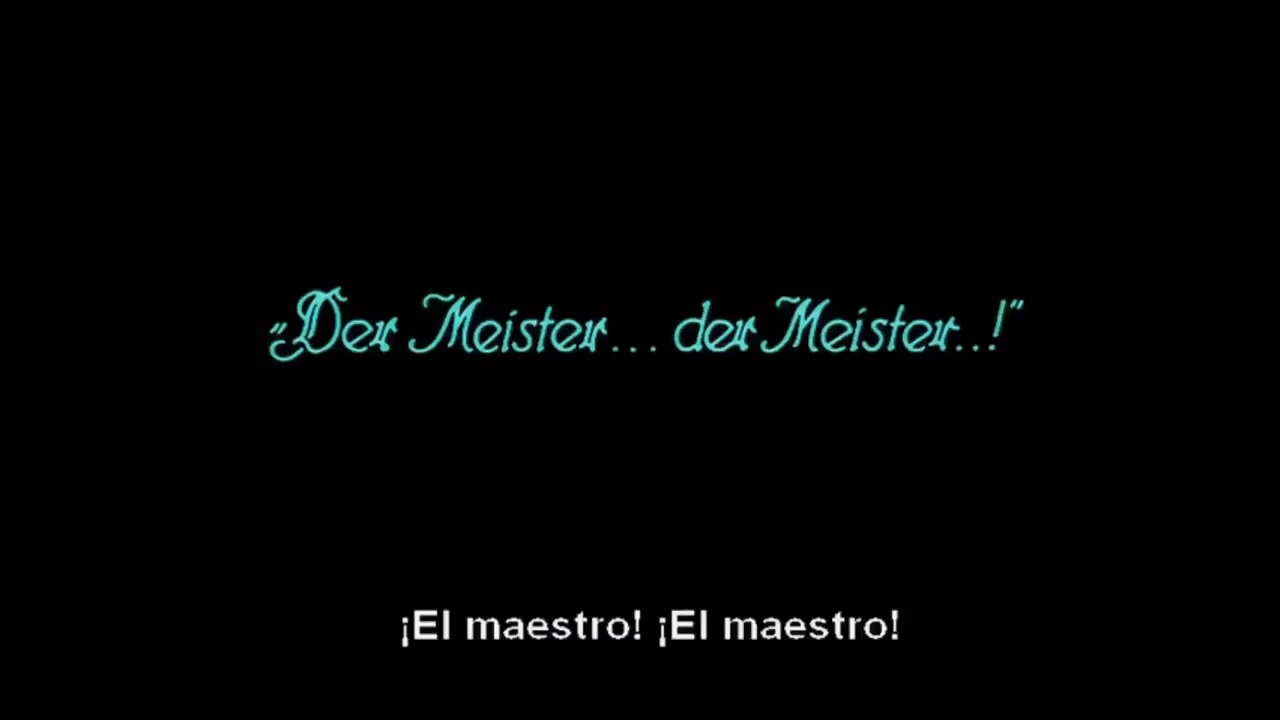 „Der Meister... der Meister..!”
¡El maestro! ¡El maestro!